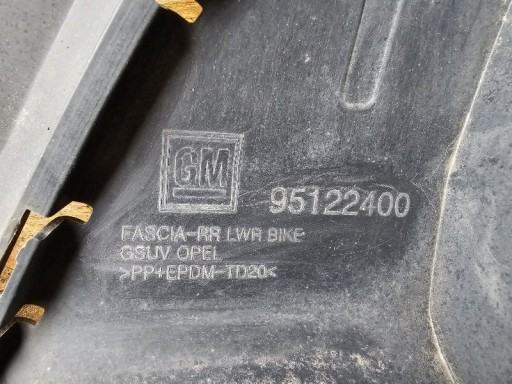 GM
95122400
FASCIA-RR LWR BIKE
GSUV OPEL
>PP+EPDM-TD20<